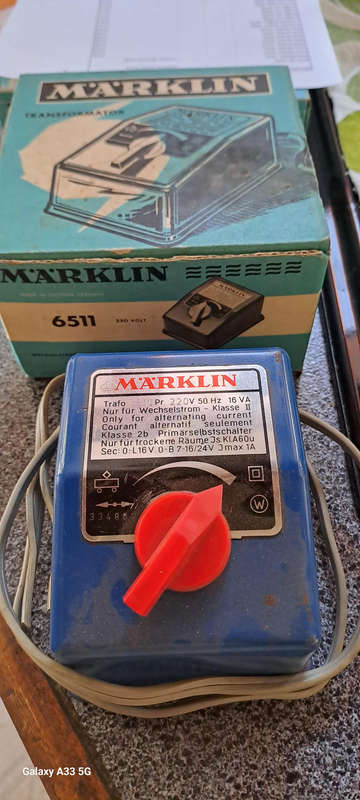 MÄRKLIN
TRANSFORMATOR
MÄRKLIN
6511
220 VOLT
MÄRKLIN
Trafo Pr. 220V 50 Hz 16 VA
Nur für Wechselstrom - Klasse II
Only for alternating current
Courant alternatif seulement
Klasse 2b Primärselbstschalter
Nur für trockene Räume Js.Kl.A60u
Sec: 0-L16V 0-B 7-16/24V Jmax 1A
33486
W
Galaxy A33 5G